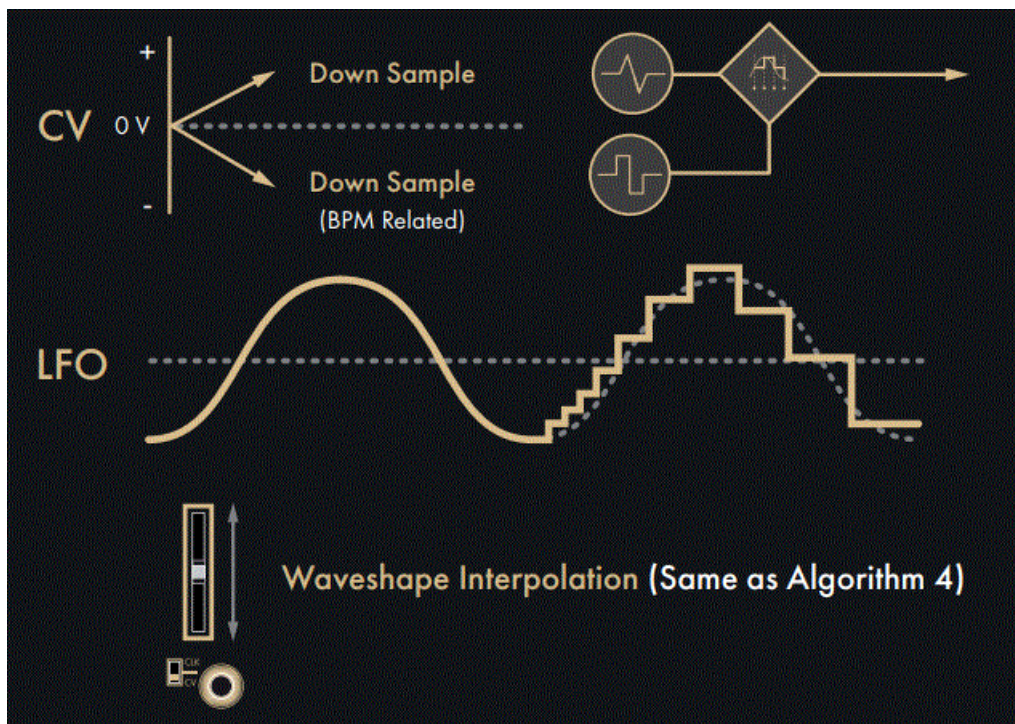 +
Down Sample
CV 0 V
Down Sample
-
(BPM Related)
LFO
Waveshape Interpolation (Same as Algorithm 4)
CLK
CV